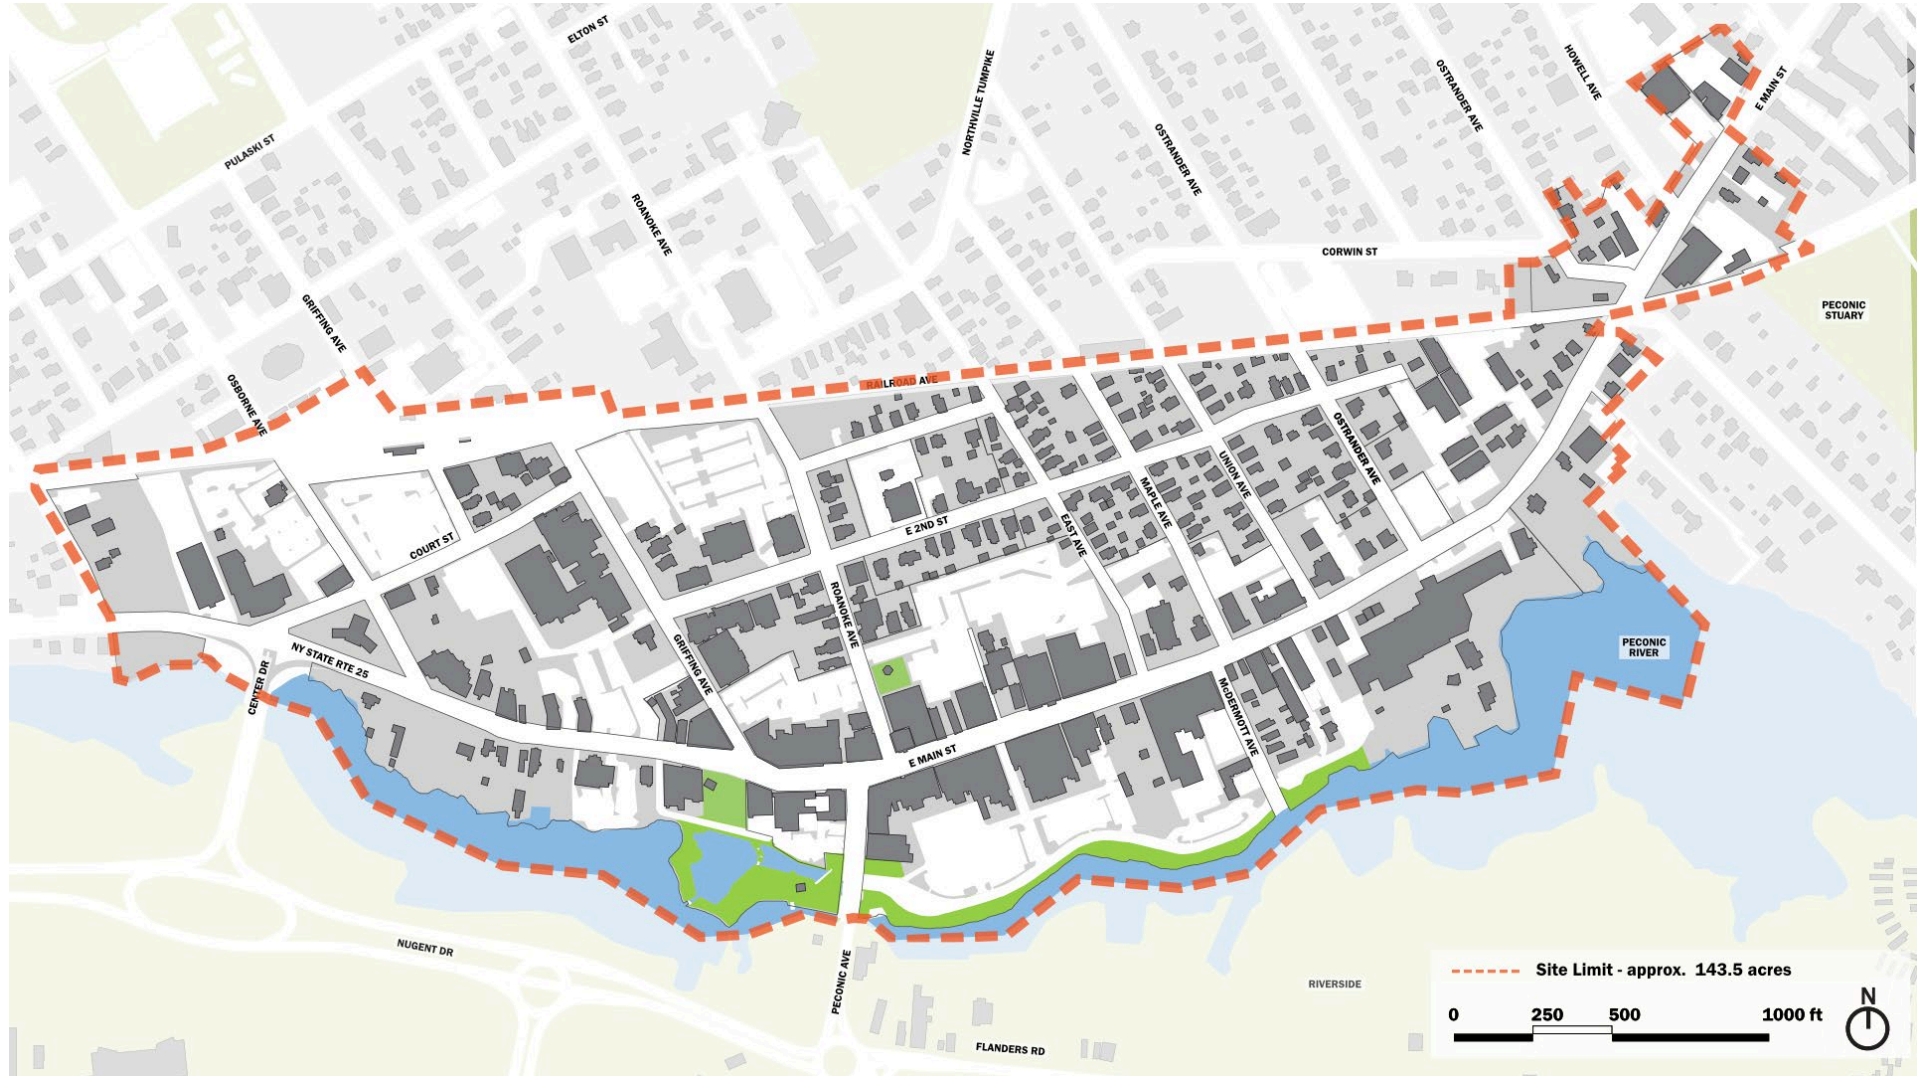 ELTON ST
HOWELL AVE
E MAIN ST
OSTRANDER AVE
NORTHVILLE TUMPIKE
PULASKI ST
OSTRANDER AVE
ROANOKE AVE
CORWIN ST
PECONIC
STUARY
GRIFFING AVE
RAILROAD AVE
OSBORNE AVE
OSTRANDER AVE
UNION AVE
MAPLE AVE
EAST AVE
E 2ND ST
COURT ST
ROANOKE AVE
GRIFFING AVE
NY STATE RTE 25
CENTER DR
PECONIC
RIVER
McDERMOTT AVE
E MAIN ST
NUGENT DR
PECONIC AVE
RIVERSIDE
FLANDERS RD
Site Limit - approx. 143.5 acres
0 250 500 1000 ft
N